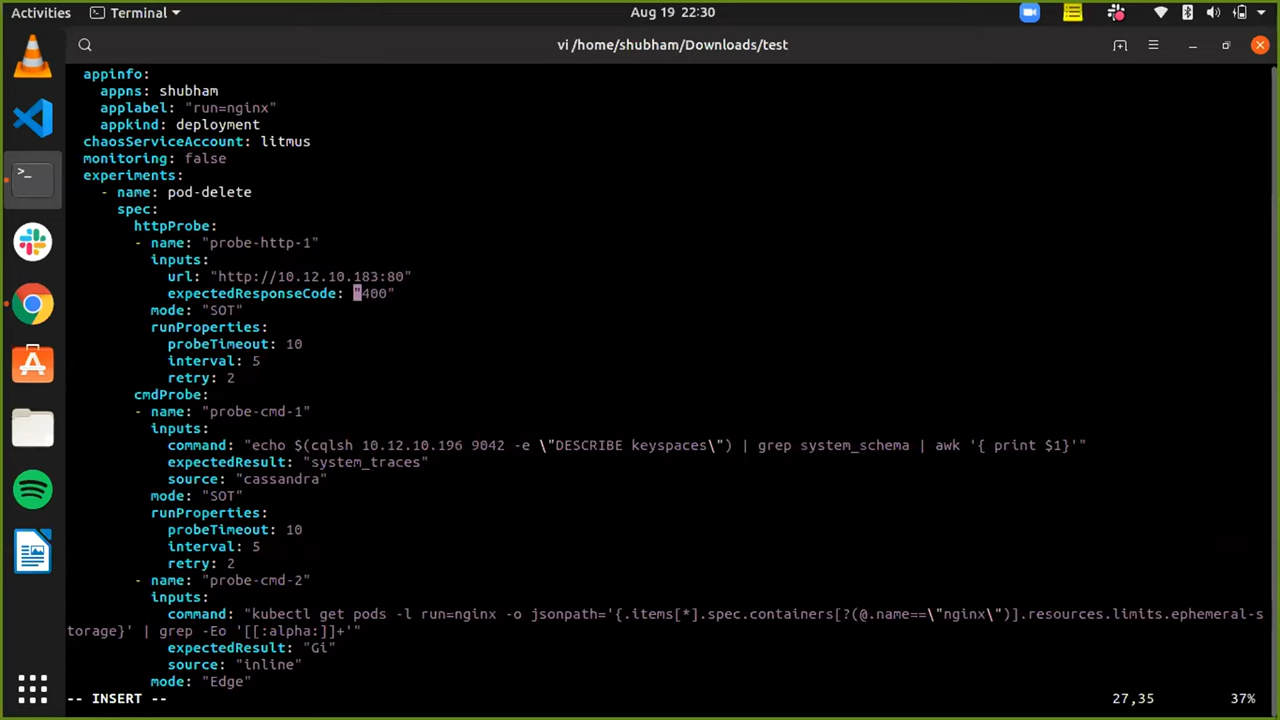 Activities
Terminal
Aug 19 22:30
vi /home/shubham/Downloads/test
appinfo:
appns: shubham
applabel: "run=nginx"
appkind: deployment
chaosServiceAccount: litmus
monitoring: false
experiments:
- name: pod-delete
spec:
httpProbe:
- name: "probe-http-1"
inputs:
url: "http://10.12.10.183:80"
expectedResponseCode: "400"
mode: "SOT"
runProperties:
probeTimeout: 10
interval: 5
retry: 2
cmdProbe:
- name: "probe-cmd-1"
inputs:
command: "echo $(cqlsh 10.12.10.196 9042 -e \"DESCRIBE keyspaces\") | grep system_schema | awk '{ print $1}'"
expectedResult: "system_traces"
source: "cassandra"
mode: "SOT"
runProperties:
probeTimeout: 10
interval: 5
retry: 2
- name: "probe-cmd-2"
inputs:
command: "kubectl get pods -l run=nginx -o jsonpath='{.items[*].spec.containers[?(@.name==\"nginx\")].resources.limits.ephemeral-s
torage}' | grep -Eo '[[:alpha:]]+'"
expectedResult: "Gi"
source: "inline"
mode: "Edge"
-- INSERT --
27,35
37%